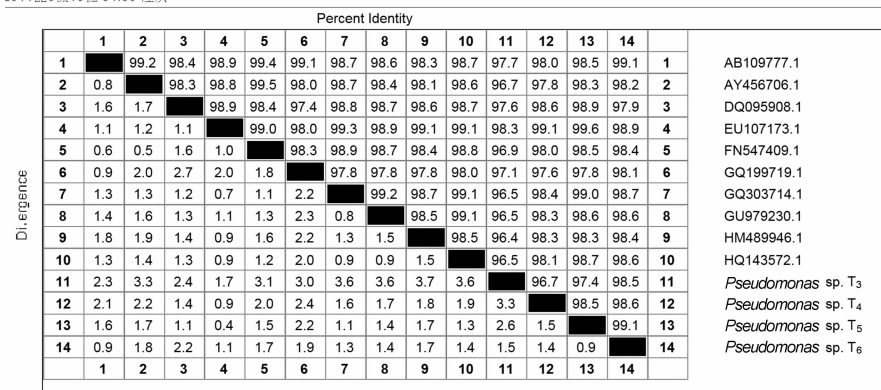 Percent Identity
1 2 3 4 5 6 7 8 9 10 11 12 13 14
1 99.2 98.4 98.9 99.4 99.1 98.7 98.6 98.3 98.7 97.7 98.0 98.5 99.1 1 AB109777.1
2 0.8 98.3 98.8 99.5 98.0 98.7 98.4 98.1 98.6 96.7 97.8 98.3 98.2 2 AY456706.1
3 1.6 1.7 98.9 98.4 97.4 98.8 98.7 98.6 98.7 97.6 98.6 98.9 97.9 3 DQ095908.1
4 1.1 1.2 1.1 99.0 98.0 99.3 98.9 99.1 99.1 98.3 99.1 99.6 98.9 4 EU107173.1
5 0.6 0.5 1.6 1.0 98.3 98.9 98.7 98.4 98.8 96.9 98.0 98.5 98.4 5 FN547409.1
6 0.9 2.0 2.7 2.0 1.8 97.8 97.8 97.8 98.0 97.1 97.6 97.8 98.1 6 GQ199719.1
7 1.3 1.3 1.2 0.7 1.1 2.2 99.2 98.7 99.1 96.5 98.4 99.0 98.7 7 GQ303714.1
8 1.4 1.6 1.3 1.1 1.3 2.3 0.8 98.5 99.1 96.5 98.3 98.6 98.6 8 GU979230.1
9 1.8 1.9 1.4 0.9 1.6 2.2 1.3 1.5 98.5 96.4 98.3 98.3 98.4 9 HM489946.1
10 1.3 1.4 1.3 0.9 1.2 2.0 0.9 0.9 1.5 96.5 98.1 98.7 98.6 10 HQ143572.1
11 2.3 3.3 2.4 1.7 3.1 3.0 3.6 3.6 3.7 3.6 96.7 97.4 98.5 11 Pseudomonas sp. T3
12 2.1 2.2 1.4 0.9 2.0 2.4 1.6 1.7 1.8 1.9 3.3 98.5 98.6 12 Pseudomonas sp. T4
13 1.6 1.7 1.1 0.4 1.5 2.2 1.1 1.4 1.7 1.3 2.6 1.5 99.1 13 Pseudomonas sp. T5
14 0.9 1.8 2.2 1.1 1.7 1.9 1.3 1.4 1.7 1.4 1.5 1.4 0.9 14 Pseudomonas sp. T6
1 2 3 4 5 6 7 8 9 10 11 12 13 14
Di.ergence